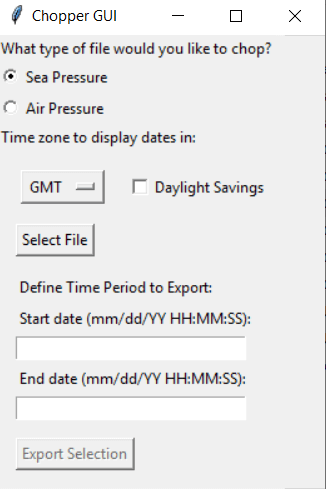 Chopper GUI
What type of file would you like to chop?
Sea Pressure
Air Pressure
Time zone to display dates in:
GMT Daylight Savings
Select File
Define Time Period to Export:
Start date (mm/dd/YY HH:MM:SS):
End date (mm/dd/YY HH:MM:SS):
Export Selection